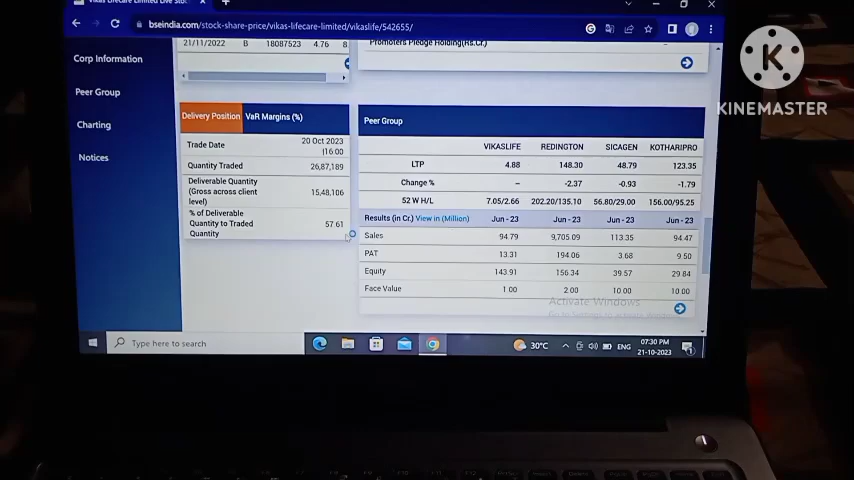 bseindia.com/stock-share-price/vikas-lifecare-limited/vikaslife/542655/
K
KINEMASTER
21/11/2022 B 18087523 4.76 8.
Promoters Pledge Holding(Rs.Cr.)
Corp Information
Peer Group
Charting
Notices
Delivery Position VaR Margins (%)
Trade Date 20 Oct 2023 |16:00
Quantity Traded 26,87,189
Deliverable Quantity (Gross across client level) 15,48,106
% of Deliverable Quantity to Traded Quantity 57.61
Peer Group
VIKASLIFE REDINGTON SICAGEN KOTHARIPRO
LTP 4.88 148.30 48.79 123.35
Change % – -2.37 -0.93 -1.79
52 W H/L 7.05/2.66 202.20/135.10 56.80/29.00 156.00/95.25
Results (in Cr.) View in (Million) Jun - 23 Jun - 23 Jun - 23 Jun - 23
Sales 94.79 9,705.09 113.35 94.47
PAT 13.31 194.06 3.68 9.50
Equity 143.91 156.34 39.57 29.84
Face Value 1.00 2.00 10.00 10.00
Activate Windows
Type here to search
30°C
ENG
07:30 PM
21-10-2023